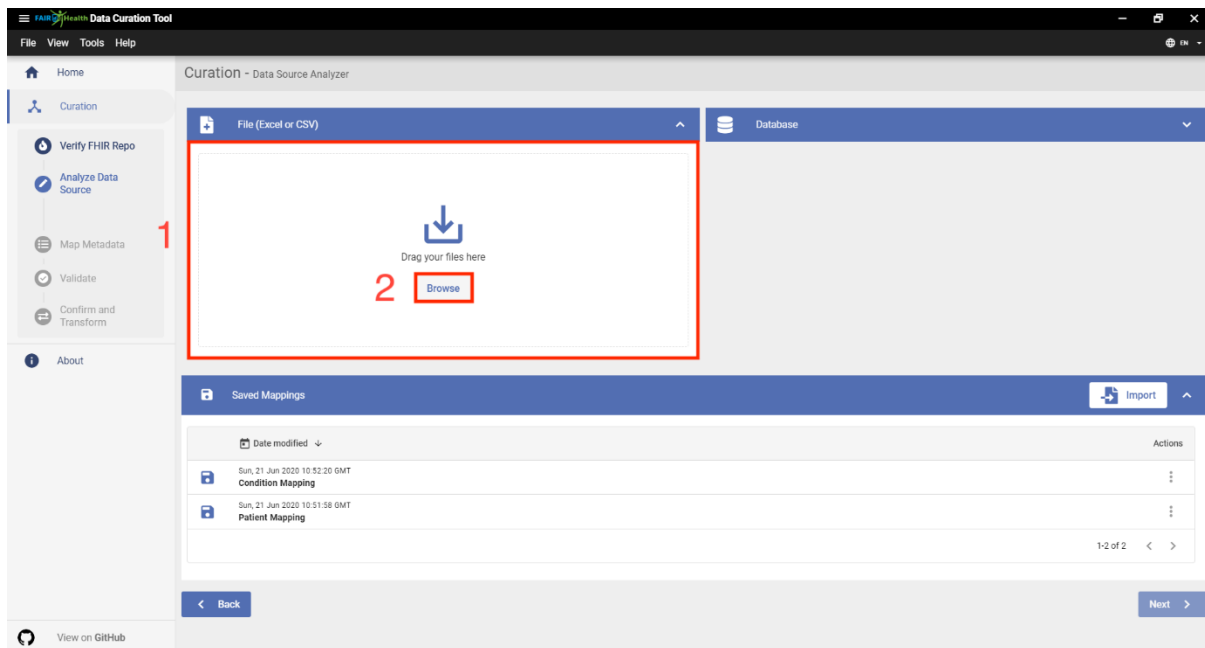 FAIR4Health Data Curation Tool
File View Tools Help
EN
Home
Curation - Data Source Analyzer
Curation
File (Excel or CSV)
Database
Verify FHIR Repo
Analyze Data
Source
1
Map Metadata
Drag your files here
Validate
2
Browse
Confirm and
Transform
About
Saved Mappings
Import
Date modified
Actions
Sun, 21 Jun 2020 10:52:20 GMT
Condition Mapping
Sun, 21 Jun 2020 10:51:58 GMT
Patient Mapping
1-2 of 2
Back
Next
View on GitHub